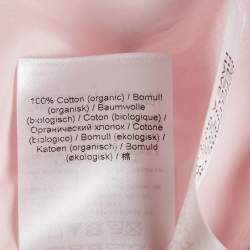 100% Cotton (organic) / Bomull
(organisk) / Baumwolle
(biologisch) / Coton (biologique) /
Органический хлопок / Cotone
(biologico) / Bomull (ekologisk) /
Katoen (organisch) / Bomuld
(økologisk) / 棉